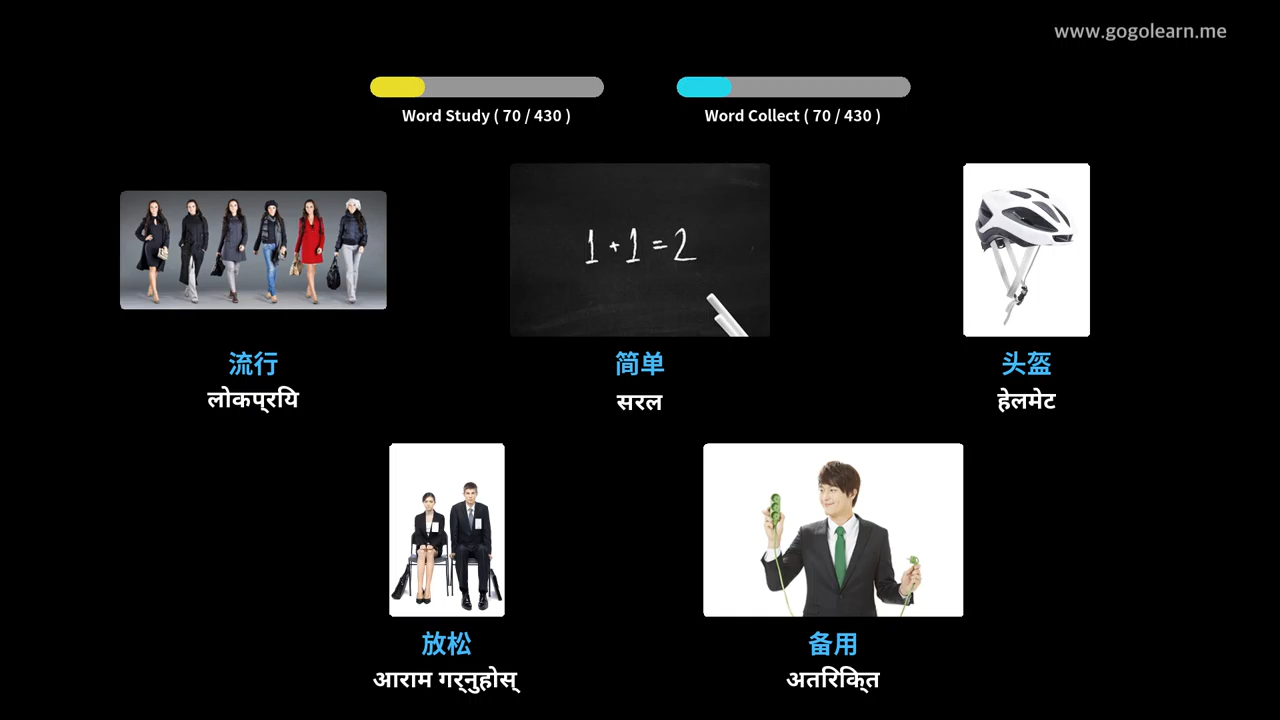 www.gogolearn.me
Word Study ( 70 / 430 )
Word Collect ( 70 / 430 )
1 + 1 = 2
流行
लोकप्रिय
简单
सरल
头盔
हेलमेट
放松
आराम गर्नुहोस्
备用
अतिरिक्त